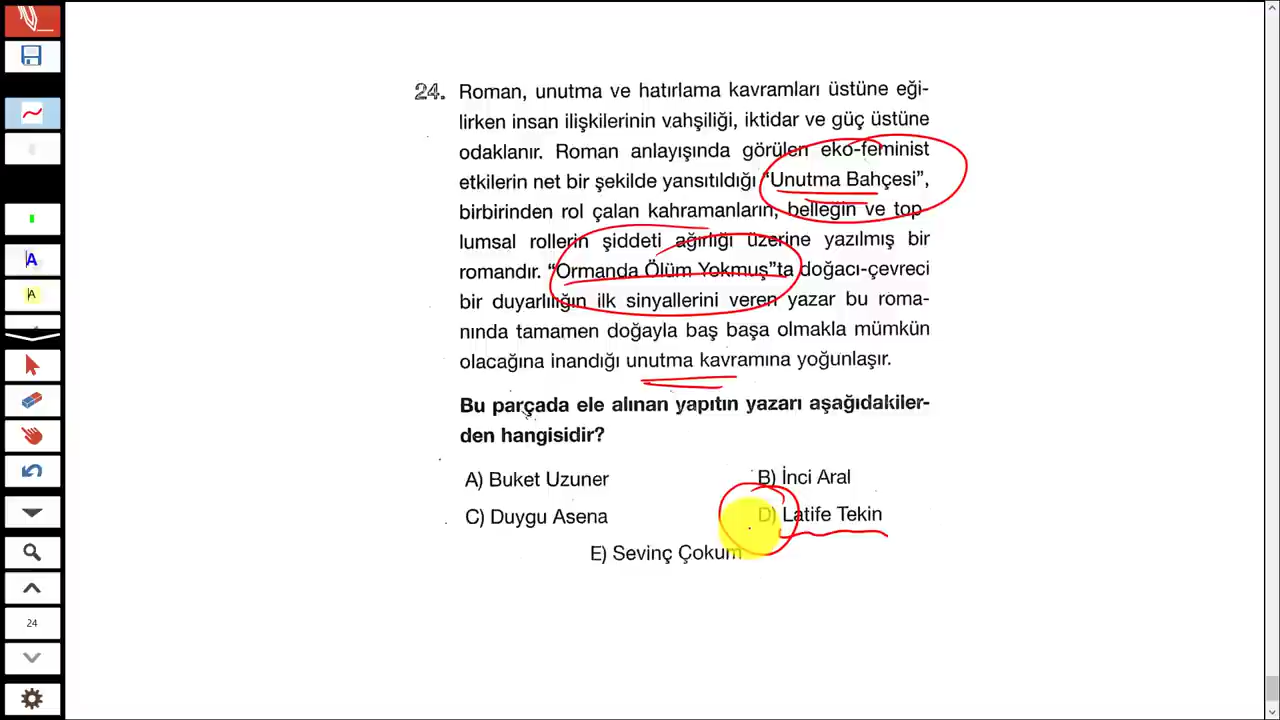 24. Roman, unutma ve hatırlama kavramları üstüne eği-
lirken insan ilişkilerinin vahşiliği, iktidar ve güç üstüne
odaklanır. Roman anlayışında görülen eko-feminist
etkilerin net bir şekilde yansıtıldığı “Unutma Bahçesi”,
birbirinden rol çalan kahramanların, belleğin ve top-
lumsal rollerin şiddeti ağırlığı üzerine yazılmış bir
romandır. “Ormanda Ölüm Yokmuş”ta doğacı-çevreci
bir duyarlılığın ilk sinyallerini veren yazar bu roma-
nında tamamen doğayla baş başa olmakla mümkün
olacağına inandığı unutma kavramına yoğunlaşır.
Bu parçada ele alınan yapıtın yazarı aşağıdakiler-
den hangisidir?
A) Buket Uzuner
B) İnci Aral
C) Duygu Asena
D) Latife Tekin
E) Sevinç Çokum
A
A
24